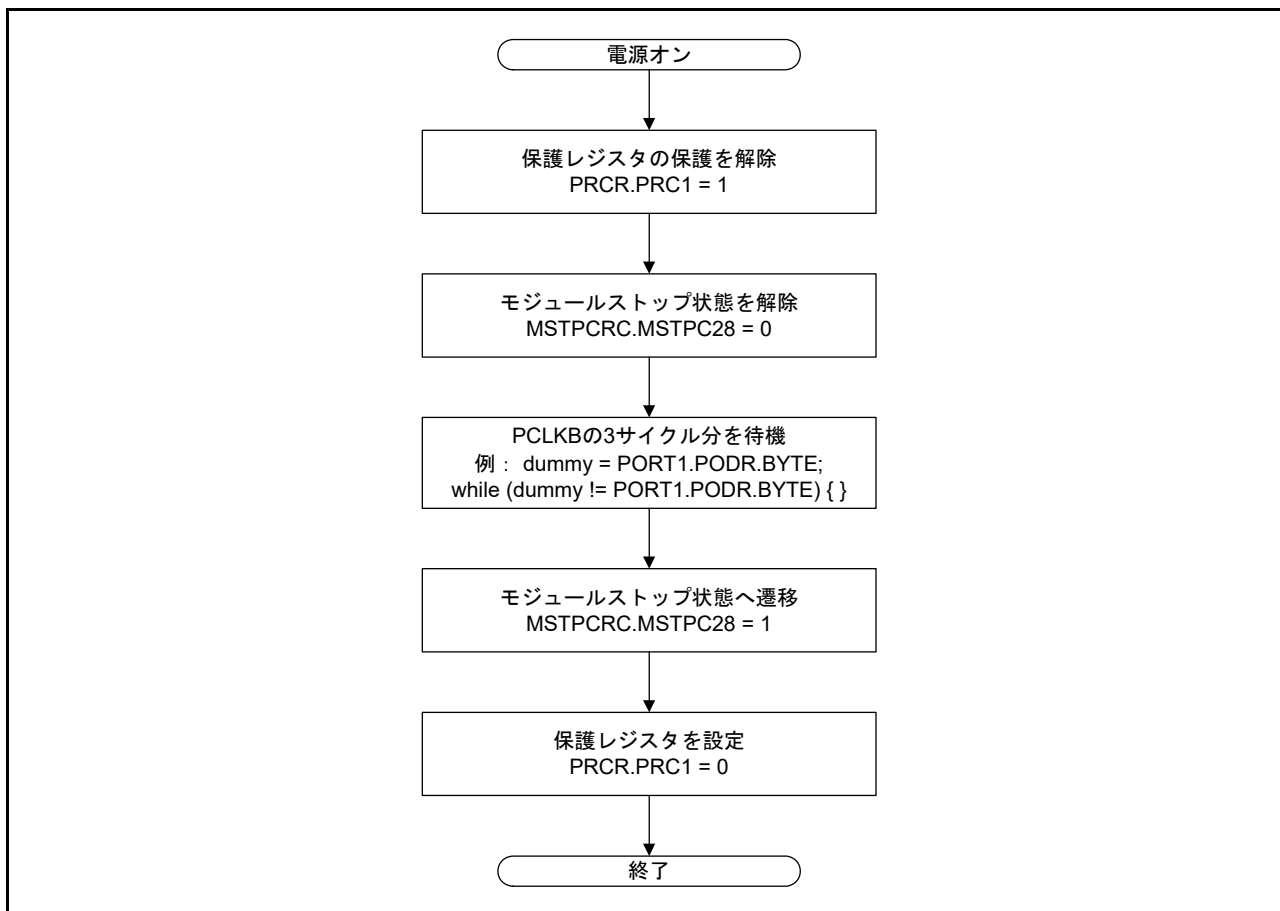 電源オン
保護レジスタの保護を解除
PRCR.PRC1 = 1
モジュールストップ状態を解除
MSTPCRC.MSTPC28 = 0
PCLKBの3サイクル分を待機
例： dummy = PORT1.PODR.BYTE;
while (dummy != PORT1.PODR.BYTE) { }
モジュールストップ状態へ遷移
MSTPCRC.MSTPC28 = 1
保護レジスタを設定
PRCR.PRC1 = 0
終了